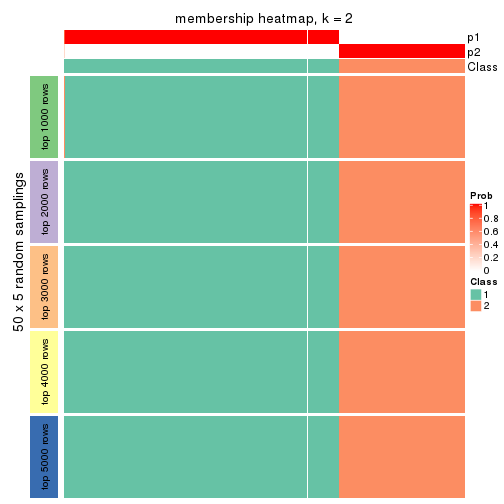 membership heatmap, k = 2
p1
p2
Class
50 x 5 random samplings
top 1000 rows
top 2000 rows
top 3000 rows
top 4000 rows
top 5000 rows
Prob
1
0.8
0.6
0.4
0.2
0
Class
1
2